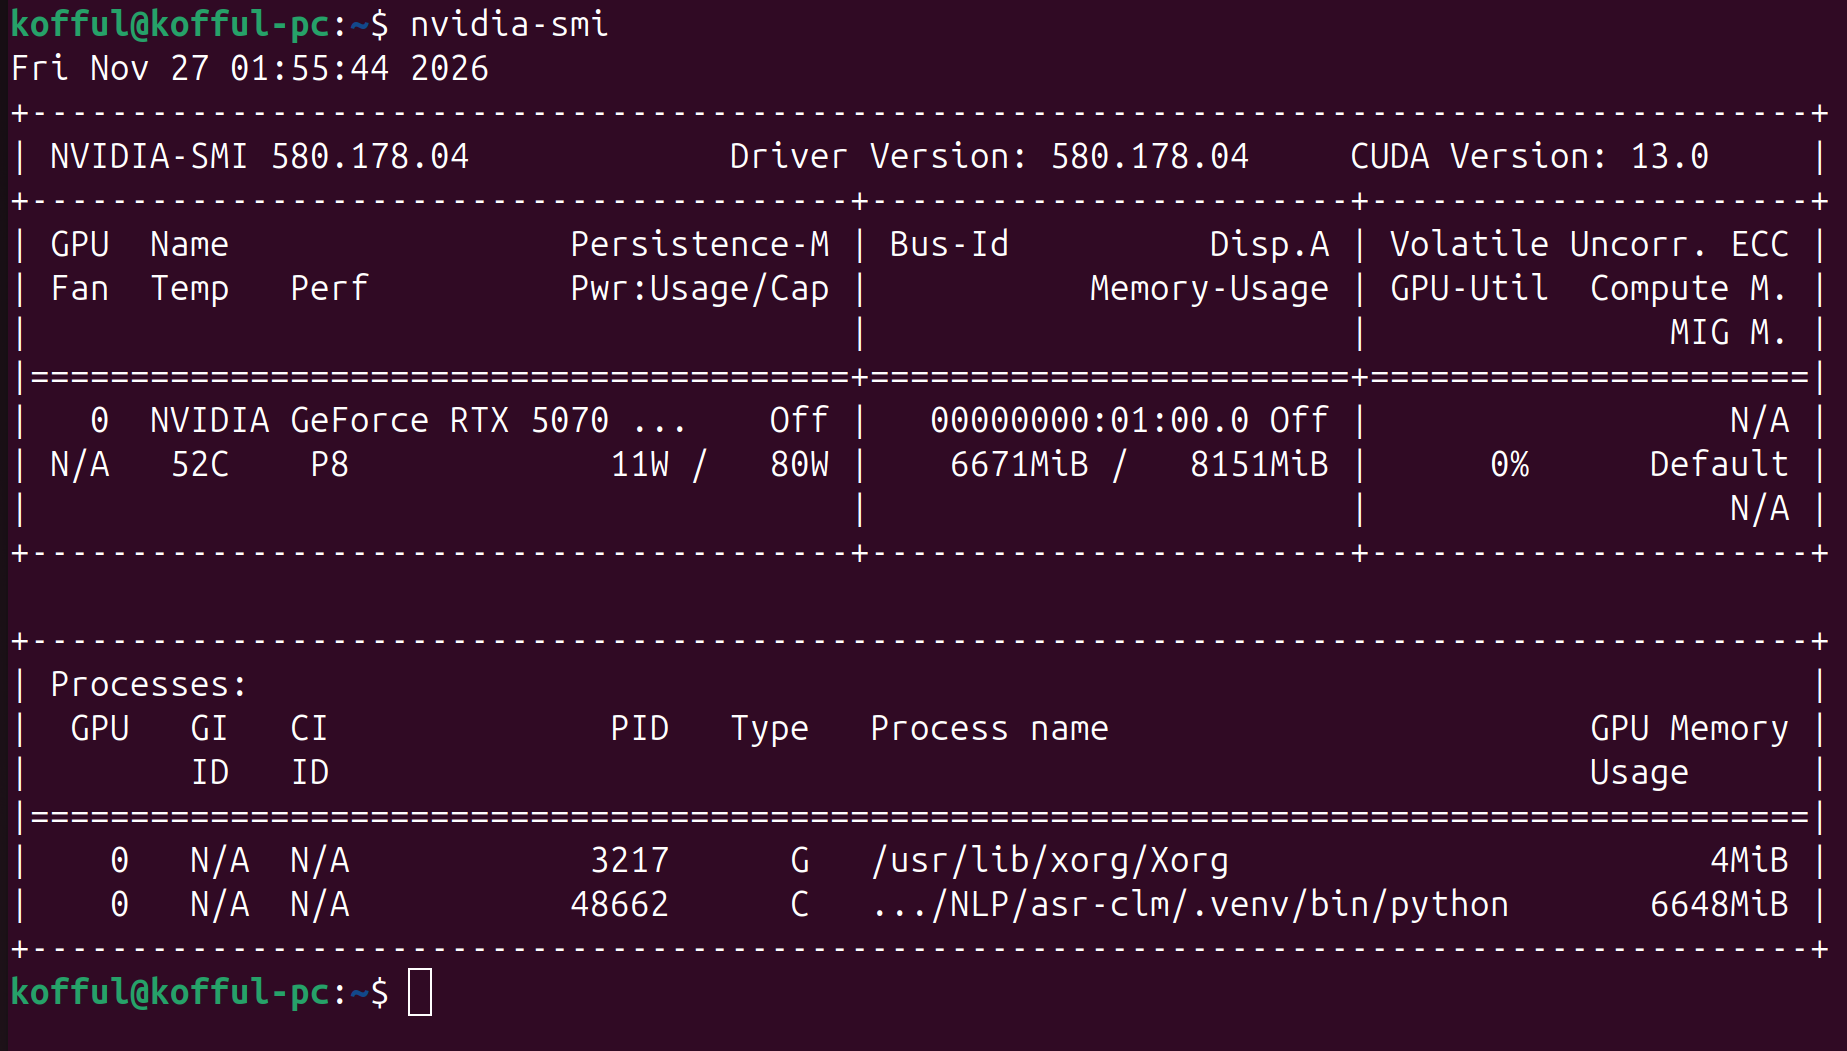 kofful@kofful-pc:~$ nvidia-smi
Fri Nov 27 01:55:44 2026
+-----------------------------------------------------------------------------------------+
| NVIDIA-SMI 580.178.04             Driver Version: 580.178.04     CUDA Version: 13.0     |
+-----------------------------------------+------------------------+----------------------+
| GPU  Name                 Persistence-M | Bus-Id          Disp.A | Volatile Uncorr. ECC |
| Fan  Temp   Perf          Pwr:Usage/Cap |           Memory-Usage | GPU-Util  Compute M. |
|                                         |                        |               MIG M. |
|=========================================+========================+======================|
|   0  NVIDIA GeForce RTX 5070 ...    Off |   00000000:01:00.0 Off |                  N/A |
| N/A   52C    P8             11W /   80W |    6671MiB /   8151MiB |      0%      Default |
|                                         |                        |                  N/A |
+-----------------------------------------+------------------------+----------------------+

+-----------------------------------------------------------------------------------------+
| Processes:                                                                              |
|  GPU   GI   CI              PID   Type   Process name                        GPU Memory |
|        ID   ID                                                               Usage      |
|=========================================================================================|
|    0   N/A  N/A            3217      G   /usr/lib/xorg/Xorg                        4MiB |
|    0   N/A  N/A           48662      C   .../NLP/asr-clm/.venv/bin/python       6648MiB |
+-----------------------------------------------------------------------------------------+
kofful@kofful-pc:~$